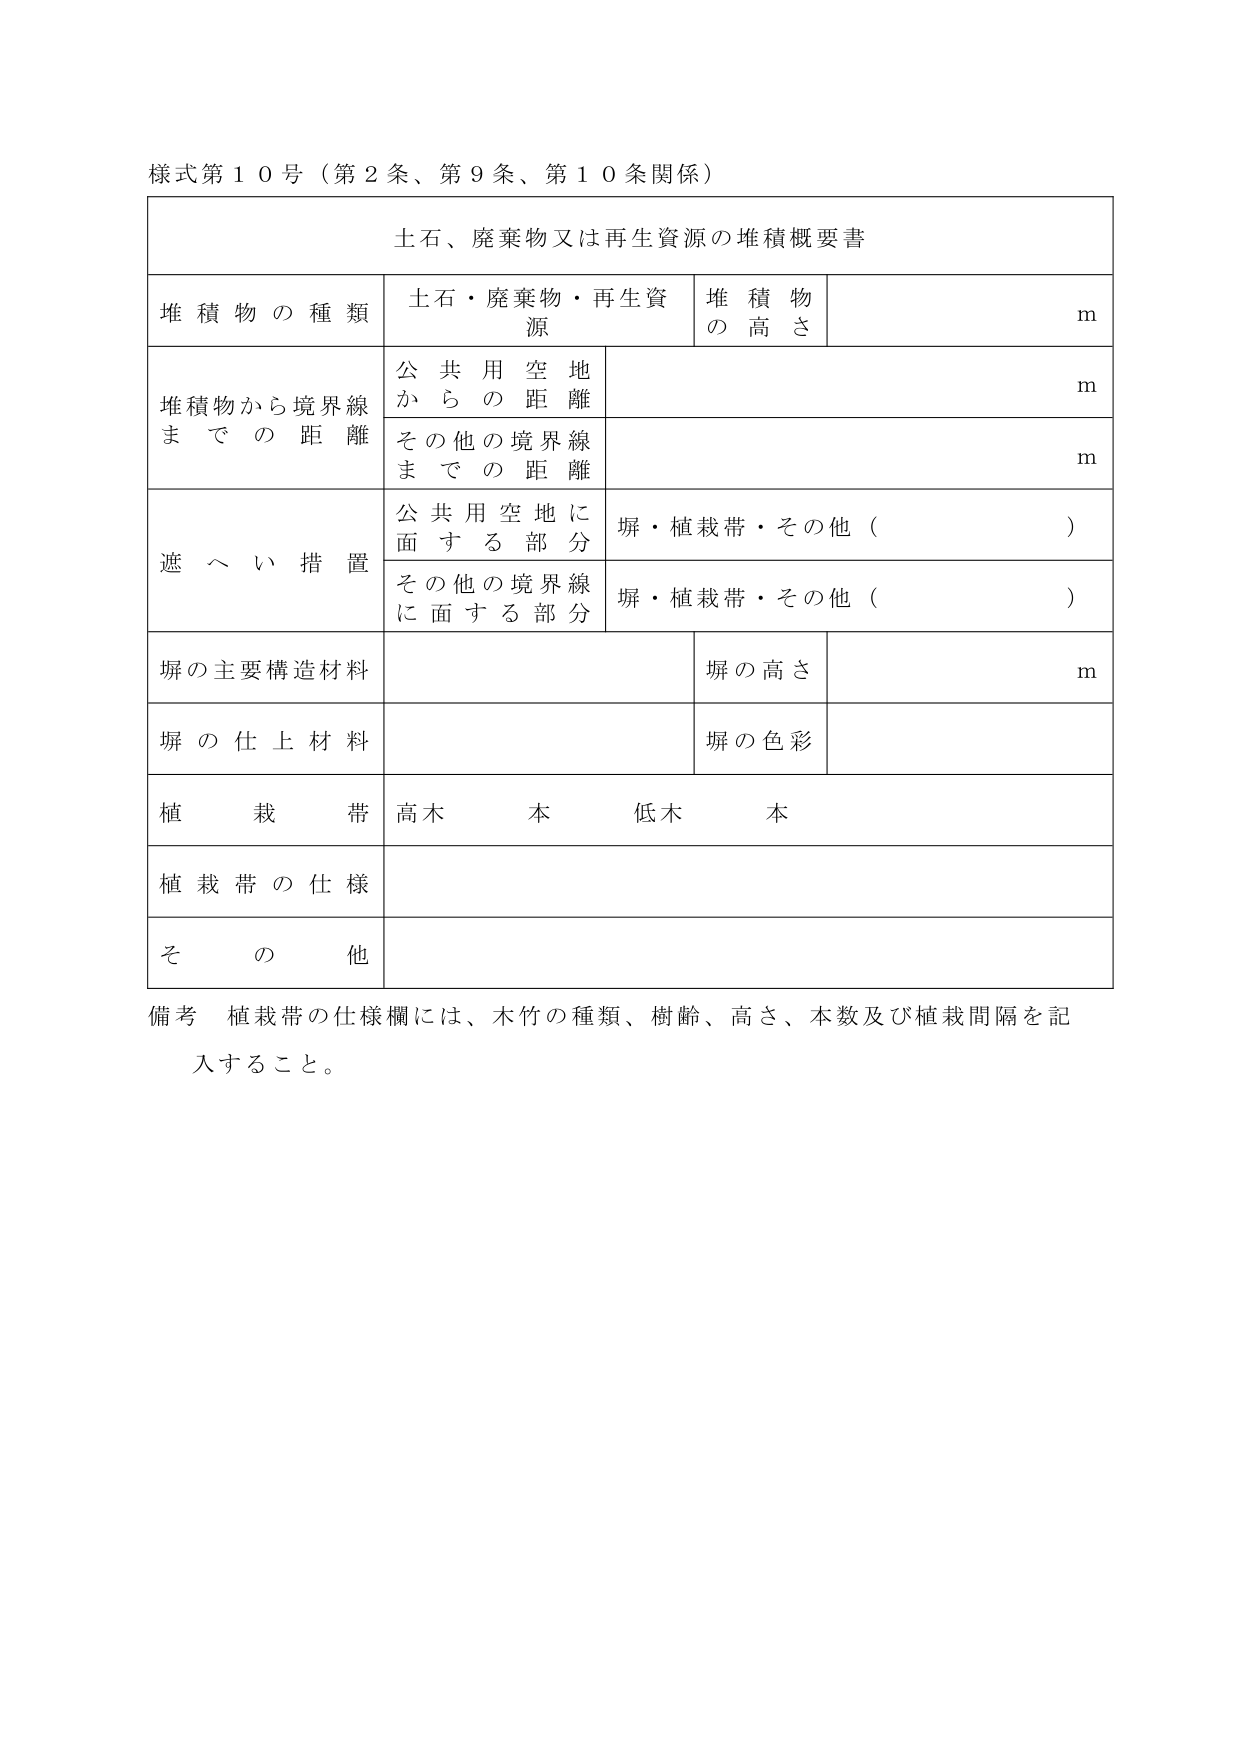 様式第１０号（第２条、第９条、第１０条関係）
土石、廃棄物又は再生資源の堆積概要書
堆積物の種類
土石・廃棄物・再生資
源
堆積物
の高さ
ｍ
堆積物から境界線
までの距離
公共用空地
からの距離
ｍ
その他の境界線
までの距離
ｍ
遮へい措置
公共用空地に
面する部分
塀・植栽帯・その他（　　　　　　　）
その他の境界線
に面する部分
塀・植栽帯・その他（　　　　　　　）
塀の主要構造材料
塀の高さ
ｍ
塀の仕上材料
塀の色彩
植栽帯
高木　　　本　　　低木　　　本
植栽帯の仕様
その他
備考　植栽帯の仕様欄には、木竹の種類、樹齢、高さ、本数及び植栽間隔を記
入すること。